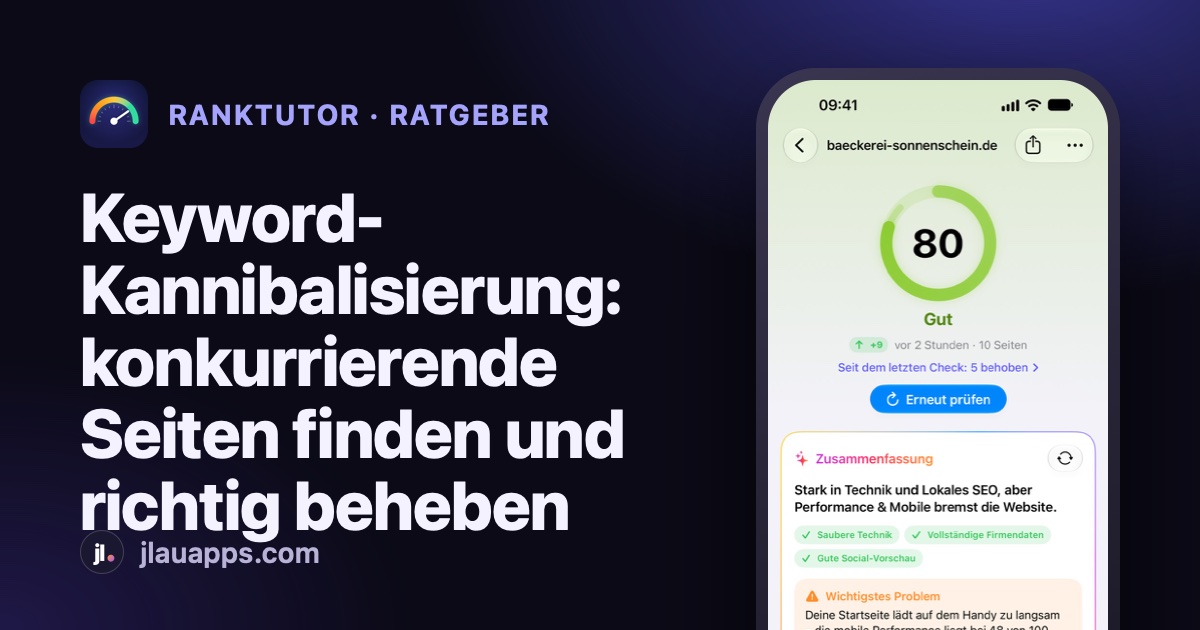 RANKTUTOR · RATGEBER
Keyword-
Kannibalisierung:
konkurrierende
Seiten finden und
richtig beheben
jl.
jlauapps.com
09:41
baeckerei-sonnenschein.de
80
Gut
+9 vor 2 Stunden · 10 Seiten
Seit dem letzten Check: 5 behoben
Erneut prüfen
Zusammenfassung
Stark in Technik und Lokales SEO, aber
Performance & Mobile bremst die Website.
Saubere Technik
Vollständige Firmendaten
Gute Social-Vorschau
Wichtigstes Problem
Deine Startseite lädt auf dem Handy zu langsam